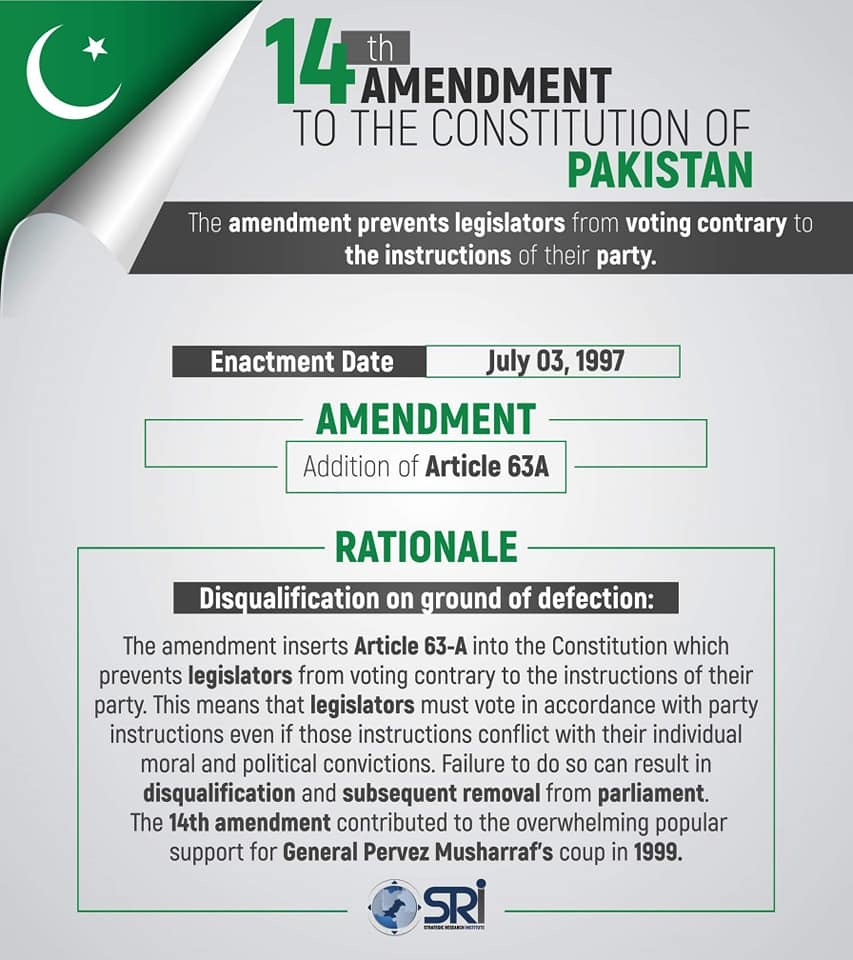 14th
AMENDMENT
TO THE CONSTITUTION OF
PAKISTAN
The amendment prevents legislators from voting contrary to
the instructions of their party.
Enactment Date July 03, 1997
AMENDMENT
Addition of Article 63A
RATIONALE
Disqualification on ground of defection:
The amendment inserts Article 63-A into the Constitution which
prevents legislators from voting contrary to the instructions of their
party. This means that legislators must vote in accordance with party
instructions even if those instructions conflict with their individual
moral and political convictions. Failure to do so can result in
disqualification and subsequent removal from parliament.
The 14th amendment contributed to the overwhelming popular
support for General Pervez Musharraf's coup in 1999.
SRi
STRATEGIC RESEARCH INSTITUTE